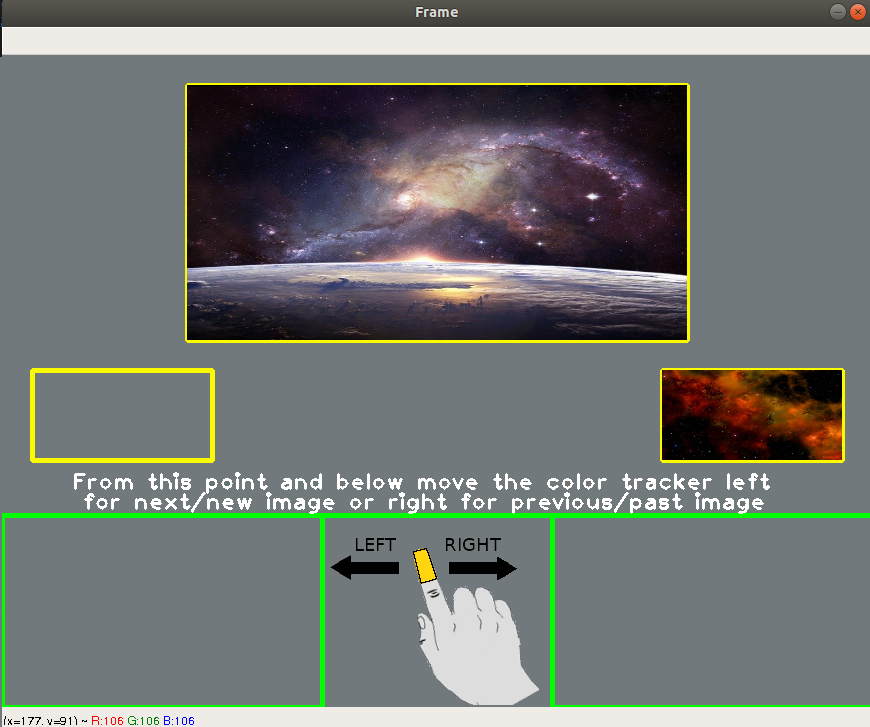 Frame
From this point and below move the color tracker left
for next/new image or right for previous/past image
LEFT RIGHT
(x=177, y=91) ~ R:106 G:106 B:106